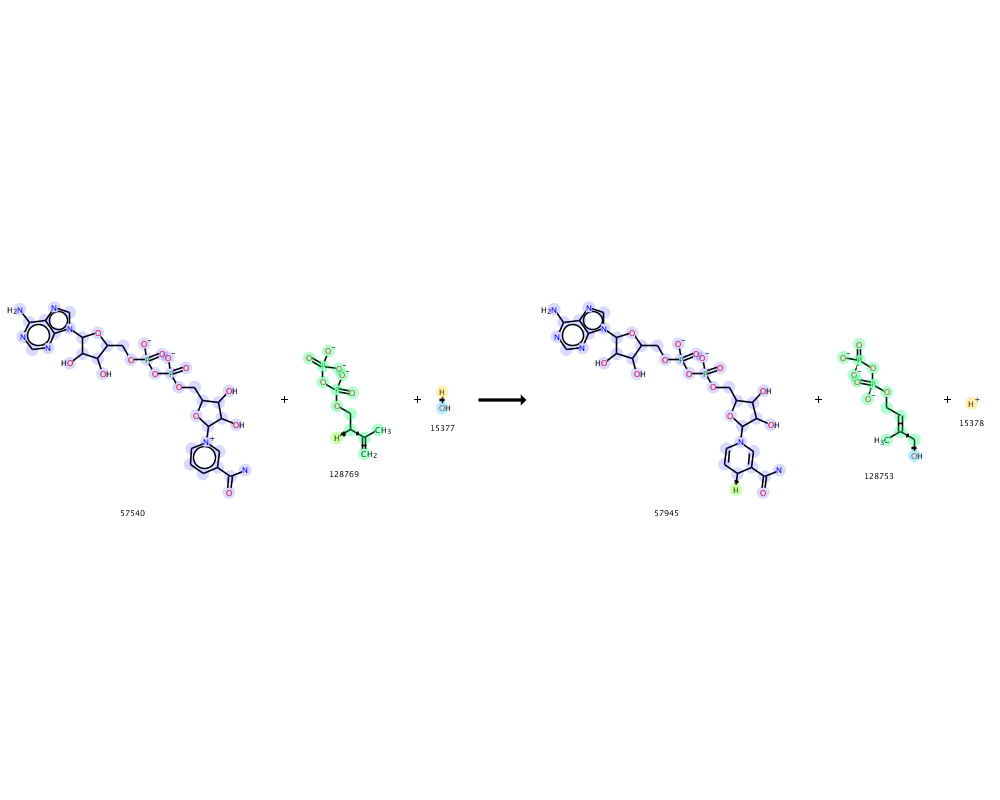 H₂N N N N N O O⁻ O O⁻ O
HO OH O P O P O
O O OH
O OH
N⁺
N
O
57540
+
O⁻ O P O⁻ O⁻
O P O
O
H CH₃
CH₂
128769
+
H
OH
15377
H₂N N N N N O O⁻ O O⁻ O
HO OH O P O P O
O O OH
O OH
N
N
H O
57945
+
O
O⁻ P O
O⁻ O P O
O⁻
H₃C
OH
128753
+
H⁺
15378